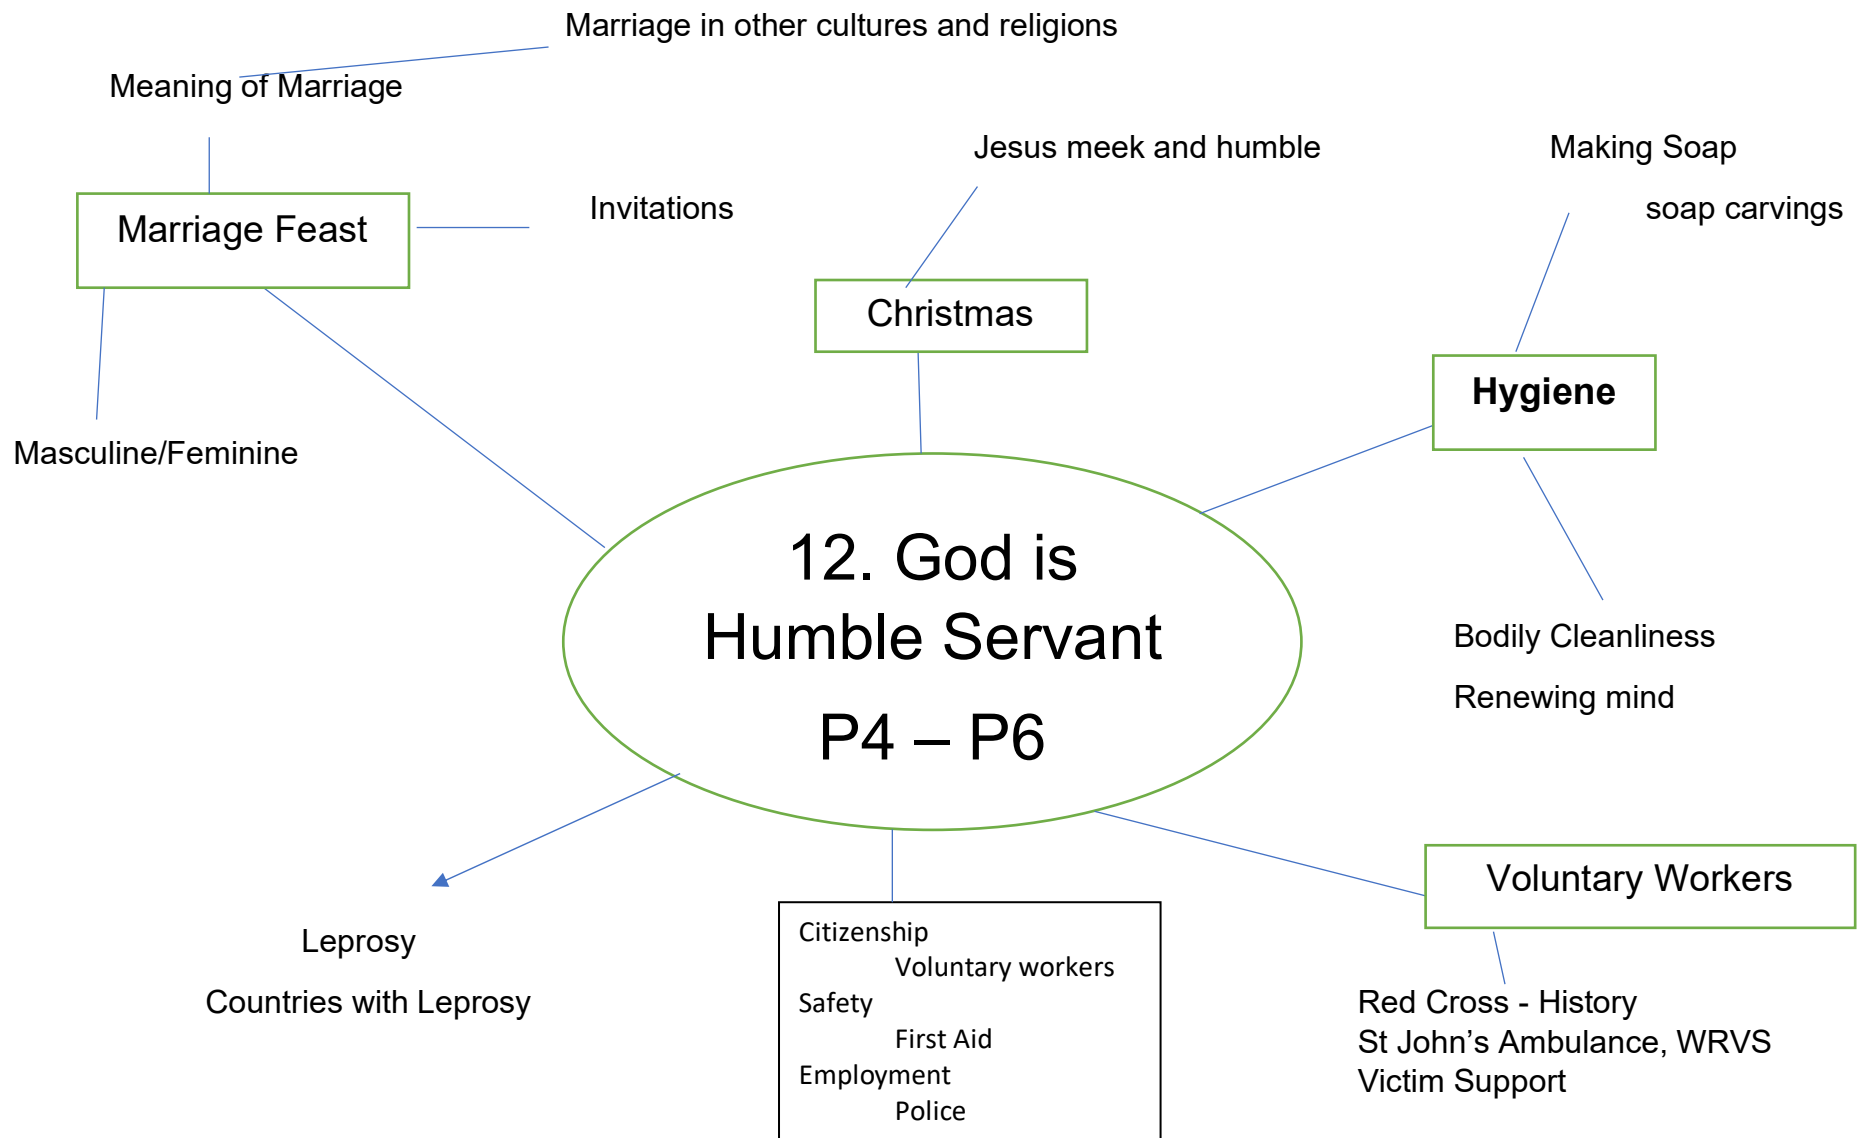 Marriage in other cultures and religions
Meaning of Marriage
Jesus meek and humble
Making Soap
soap carvings
Invitations
Marriage Feast
Christmas
Hygiene
Masculine/Feminine
12. God is
Humble Servant
P4 – P6
Bodily Cleanliness
Renewing mind
Voluntary Workers
Leprosy
Countries with Leprosy
Citizenship
Voluntary workers
Safety
First Aid
Employment
Police
Red Cross - History
St John’s Ambulance, WRVS
Victim Support